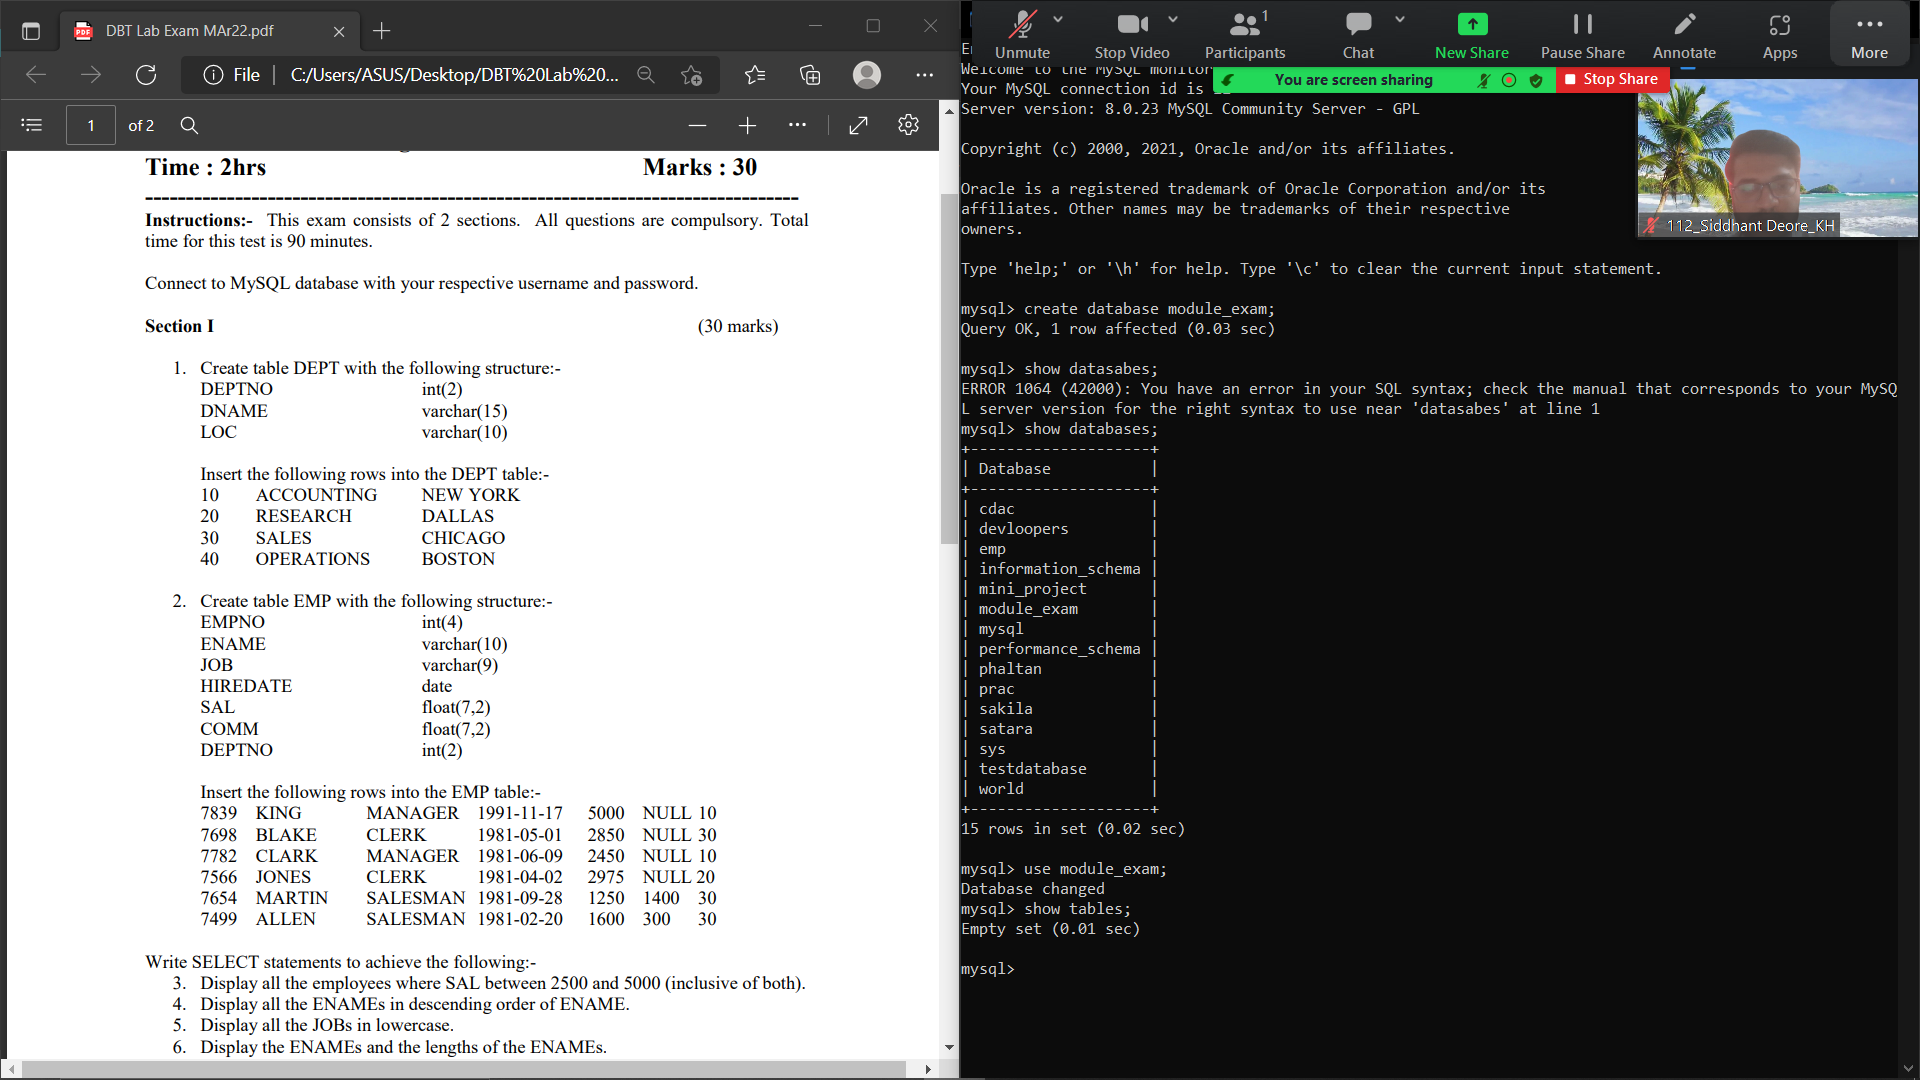 DBT Lab Exam MAr22.pdf
File
C:/Users/ASUS/Desktop/DBT%20Lab%20...
1 of 2
Time : 2hrs Marks : 30
Instructions:- This exam consists of 2 sections. All questions are compulsory. Total
time for this test is 90 minutes.
Connect to MySQL database with your respective username and password.
Section I (30 marks)
1. Create table DEPT with the following structure:-
DEPTNO int(2)
DNAME varchar(15)
LOC varchar(10)
Insert the following rows into the DEPT table:-
10 ACCOUNTING NEW YORK
20 RESEARCH DALLAS
30 SALES CHICAGO
40 OPERATIONS BOSTON
2. Create table EMP with the following structure:-
EMPNO int(4)
ENAME varchar(10)
JOB varchar(9)
HIREDATE date
SAL float(7,2)
COMM float(7,2)
DEPTNO int(2)
Insert the following rows into the EMP table:-
7839 KING MANAGER 1991-11-17 5000 NULL 10
7698 BLAKE CLERK 1981-05-01 2850 NULL 30
7782 CLARK MANAGER 1981-06-09 2450 NULL 10
7566 JONES CLERK 1981-04-02 2975 NULL 20
7654 MARTIN SALESMAN 1981-09-28 1250 1400 30
7499 ALLEN SALESMAN 1981-02-20 1600 300 30
Write SELECT statements to achieve the following:-
3. Display all the employees where SAL between 2500 and 5000 (inclusive of both).
4. Display all the ENAMEs in descending order of ENAME.
5. Display all the JOBs in lowercase.
6. Display the ENAMEs and the lengths of the ENAMEs.
Unmute
Stop Video
1
Participants
Chat
New Share
Pause Share
Annotate
Apps
More
You are screen sharing
Stop Share
112_Siddhant Deore_KH
Welcome to the MySQL monitor
Your MySQL connection id is
Server version: 8.0.23 MySQL Community Server - GPL
Copyright (c) 2000, 2021, Oracle and/or its affiliates.
Oracle is a registered trademark of Oracle Corporation and/or its
affiliates. Other names may be trademarks of their respective
owners.
Type 'help;' or '\h' for help. Type '\c' to clear the current input statement.
mysql> create database module_exam;
Query OK, 1 row affected (0.03 sec)
mysql> show datasabes;
ERROR 1064 (42000): You have an error in your SQL syntax; check the manual that corresponds to your MySQ
L server version for the right syntax to use near 'datasabes' at line 1
mysql> show databases;
+--------------------+
| Database           |
+--------------------+
| cdac               |
| devloopers         |
| emp                |
| information_schema |
| mini_project       |
| module_exam        |
| mysql              |
| performance_schema |
| phaltan            |
| prac               |
| sakila             |
| satara             |
| sys                |
| testdatabase       |
| world              |
+--------------------+
15 rows in set (0.02 sec)
mysql> use module_exam;
Database changed
mysql> show tables;
Empty set (0.01 sec)
mysql>